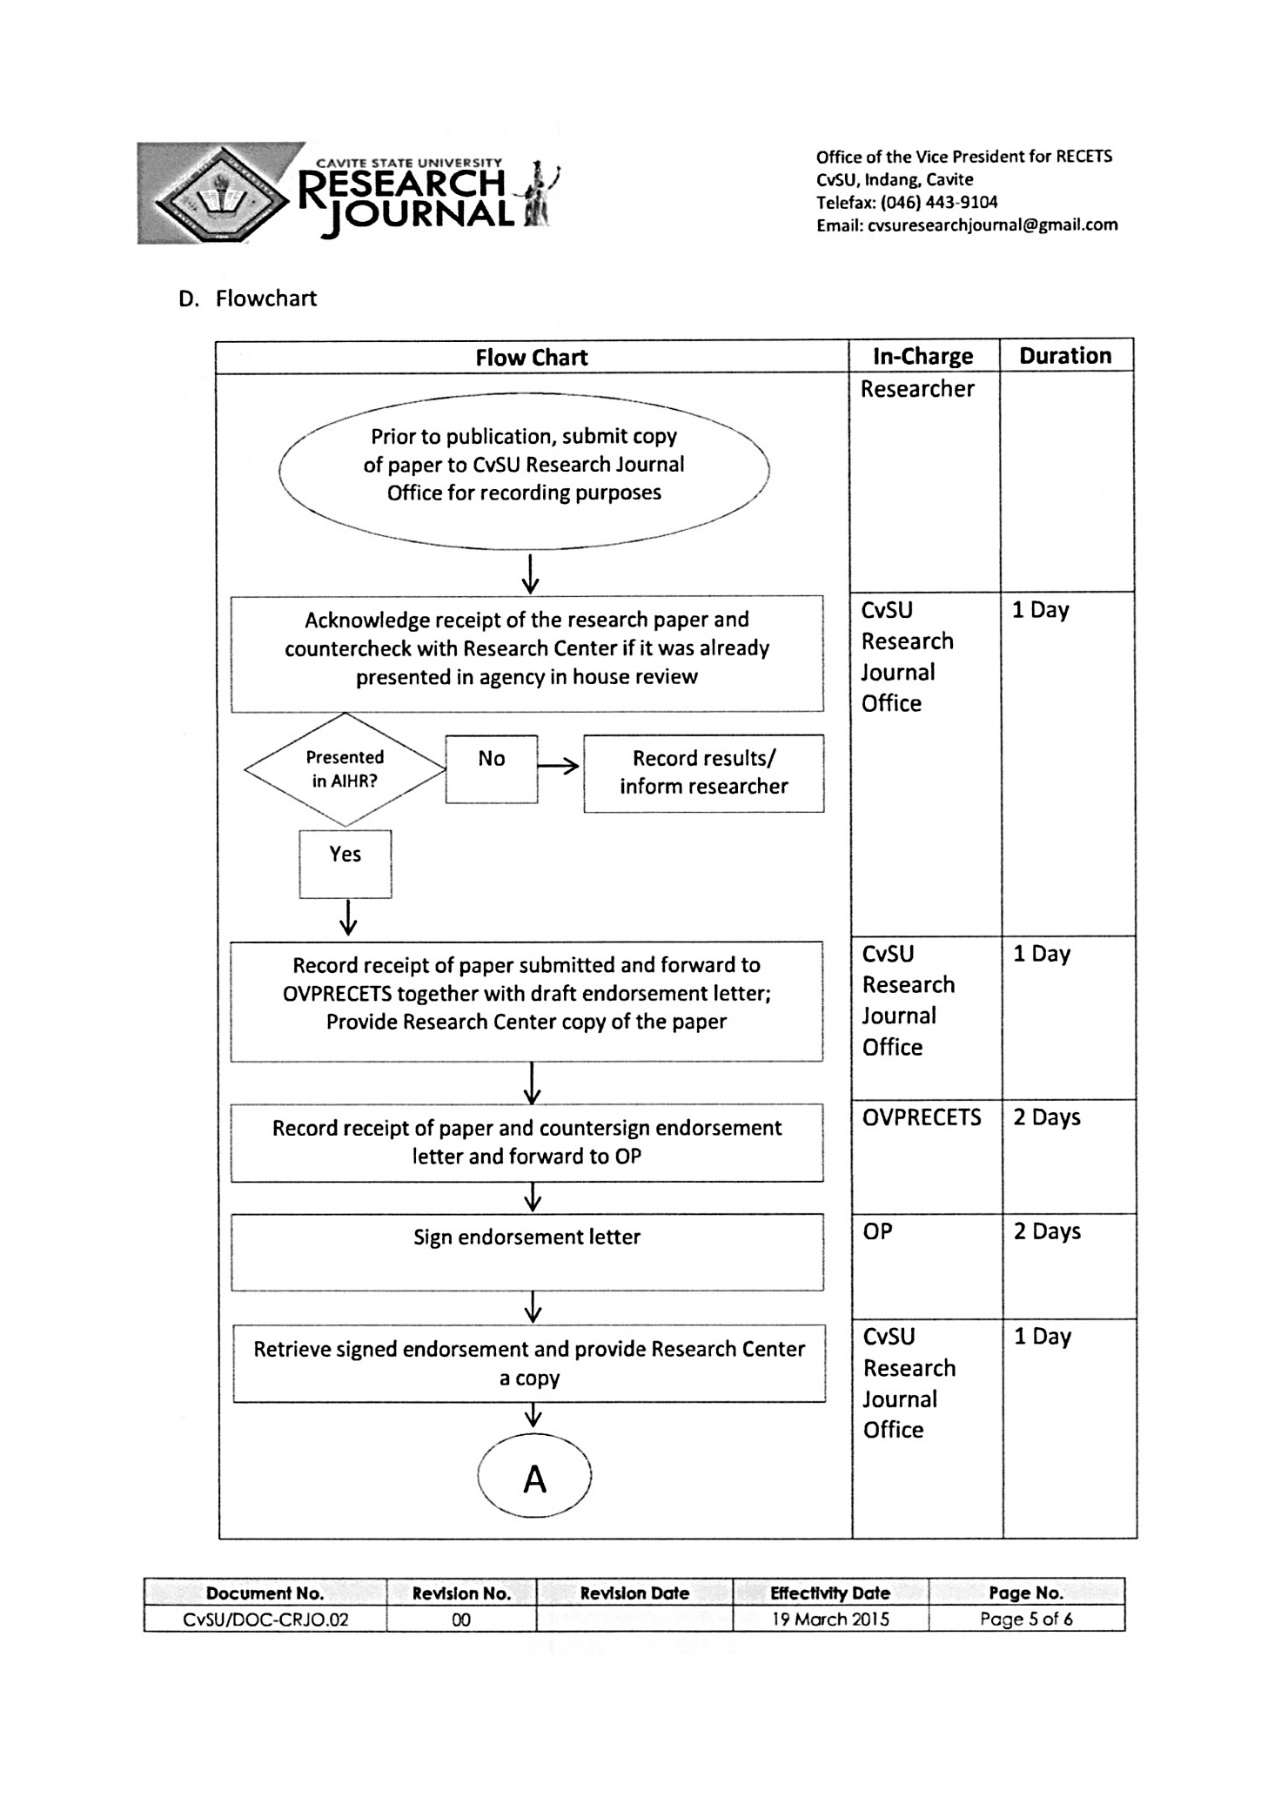 CAVITE STATE UNIVERSITY
RESEARCH
JOURNAL
Office of the Vice President for RECETS
CvSU, Indang, Cavite
Telefax: (046) 443-9104
Email: cvsuresearchjournal@gmail.com
D. Flowchart
Flow Chart
In-Charge
Duration
Prior to publication, submit copy
of paper to CvSU Research Journal
Office for recording purposes
Researcher
Acknowledge receipt of the research paper and
countercheck with Research Center if it was already
presented in agency in house review
CvSU
Research
Journal
Office
1 Day
Presented
in AIHR?
No
Record results/
inform researcher
Yes
Record receipt of paper submitted and forward to
OVPRECETS together with draft endorsement letter;
Provide Research Center copy of the paper
CvSU
Research
Journal
Office
1 Day
Record receipt of paper and countersign endorsement
letter and forward to OP
OVPRECETS
2 Days
Sign endorsement letter
OP
2 Days
Retrieve signed endorsement and provide Research Center
a copy
CvSU
Research
Journal
Office
1 Day
A
Document No.
Revision No.
Revision Date
Effectivity Date
Page No.
CvSU/DOC-CRJO.02
00
19 March 2015
Page 5 of 6